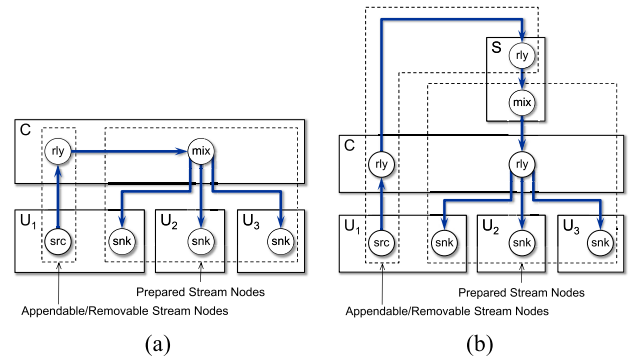 C
rly
mix
U1
U2
U3
src
snk
snk
snk
Prepared Stream Nodes
Appendable/Removable Stream Nodes
(a)
S
rly
mix
C
rly
rly
U1
U2
U3
src
snk
snk
snk
Prepared Stream Nodes
Appendable/Removable Stream Nodes
(b)